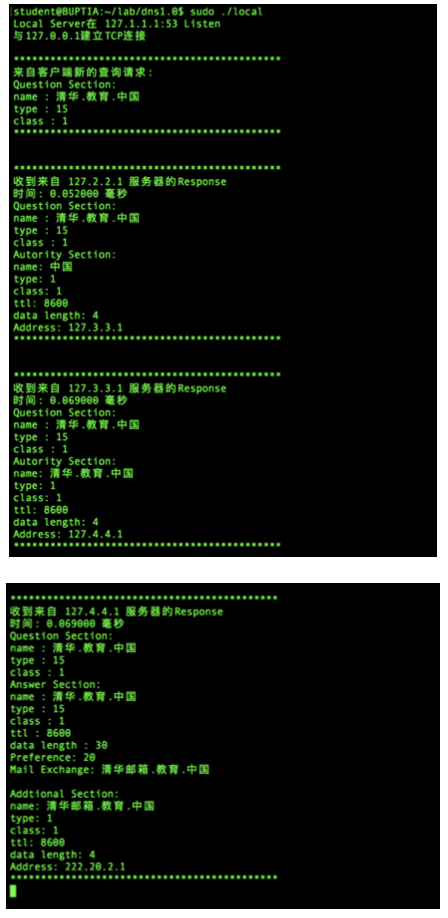 [student@BUPTIA:~/lab/dns1.0$ sudo ./local
Local Server在 127.1.1.1:53 Listen
与127.0.0.1建立TCP连接
********************************************
来自客户端新的查询请求:
Question Section:
name : 清华.教育.中国
type : 15
class : 1
********************************************
********************************************
收到来自 127.2.2.1 服务器的Response
时间: 0.052000 毫秒
Question Section:
name : 清华.教育.中国
type : 15
class : 1
Autority Section:
name: 中国
type: 1
class: 1
ttl: 8600
data length: 4
Address: 127.3.3.1
********************************************
********************************************
收到来自 127.3.3.1 服务器的Response
时间: 0.069000 毫秒
Question Section:
name : 清华.教育.中国
type : 15
class : 1
Autority Section:
name: 清华.教育.中国
type: 1
class: 1
ttl: 8600
data length: 4
Address: 127.4.4.1
********************************************
********************************************
收到来自 127.4.4.1 服务器的Response
时间: 0.069000 毫秒
Question Section:
name : 清华.教育.中国
type : 15
class : 1
Answer Section:
name : 清华.教育.中国
type : 15
class : 1
ttl : 8600
data length : 30
Preference: 20
Mail Exchange: 清华邮箱.教育.中国
Addtional Section:
name: 清华邮箱.教育.中国
type: 1
class: 1
ttl: 8600
data length: 4
Address: 222.20.2.1
********************************************